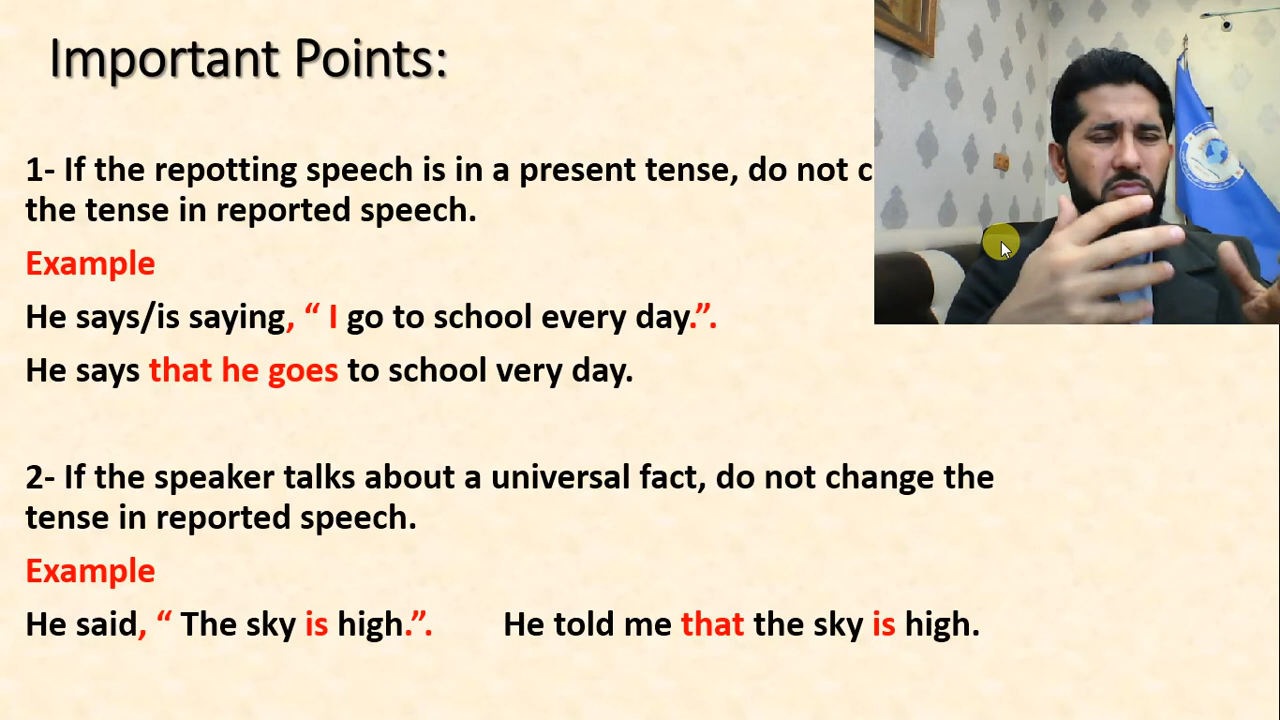 Important Points:
1- If the repotting speech is in a present tense, do not c
the tense in reported speech.
Example
He says/is saying, “ I go to school every day.”.
He says that he goes to school very day.
2- If the speaker talks about a universal fact, do not change the
tense in reported speech.
Example
He said, “ The sky is high.”. He told me that the sky is high.